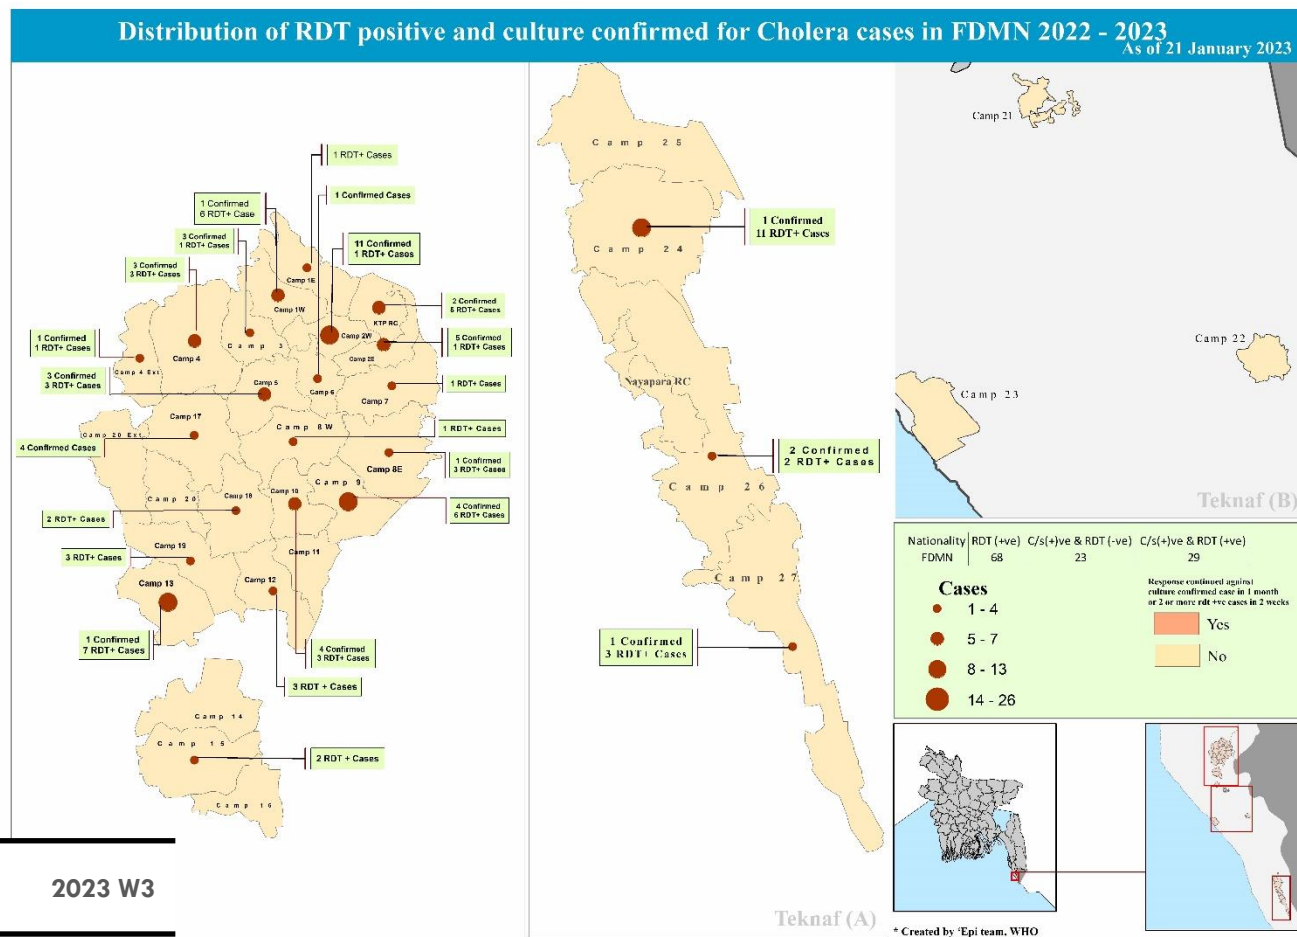 Distribution of RDT positive and culture confirmed for Cholera cases in FDMN 2022 - 2023
As of 21 January 2023
1 RDT+ Cases
1 Confirmed Cases
1 Confirmed
6 RDT+ Case
3 Confirmed
1 RDT+ Cases
11 Confirmed
1 RDT+ Cases
3 Confirmed
3 RDT+ Cases
2 Confirmed
5 RDT+ Cases
1 Confirmed
1 RDT+ Cases
5 Confirmed
1 RDT+ Cases
3 Confirmed
3 RDT+ Cases
1 RDT+ Cases
4 Confirmed Cases
1 RDT+ Cases
1 Confirmed
3 RDT+ Cases
4 Confirmed
6 RDT+ Cases
2 RDT+ Cases
3 RDT+ Cases
1 Confirmed
7 RDT+ Cases
4 Confirmed
3 RDT+ Cases
3 RDT + Cases
2 RDT + Cases
Camp 1E
Camp 1W
KTP RC
Camp 2W
Camp 3
Camp 4
Camp 2E
Camp 4 Ext
Camp 5
Camp 6
Camp 7
Camp 17
Camp 8W
Camp 20 Ext
Camp 8E
Camp 9
Camp 20
Camp 18
Camp 10
Camp 19
Camp 11
Camp 13
Camp 12
Camp 14
Camp 15
Camp 16
2023 W3
Camp 25
1 Confirmed
11 RDT+ Cases
Camp 24
Nayapara RC
2 Confirmed
2 RDT+ Cases
Camp 26
Camp 27
1 Confirmed
3 RDT+ Cases
Teknaf (A)
Camp 21
Camp 22
Camp 23
Teknaf (B)
Nationality RDT (+ve) C/s(+)ve & RDT (-ve) C/s(+)ve & RDT (+ve)
FDMN 68 23 29
Cases
1 - 4
5 - 7
8 - 13
14 - 26
Response continued against
culture confirmed case in 1 month
or 2 or more rdt +ve cases in 2 weeks
Yes
No
* Created by 'Epi team, WHO